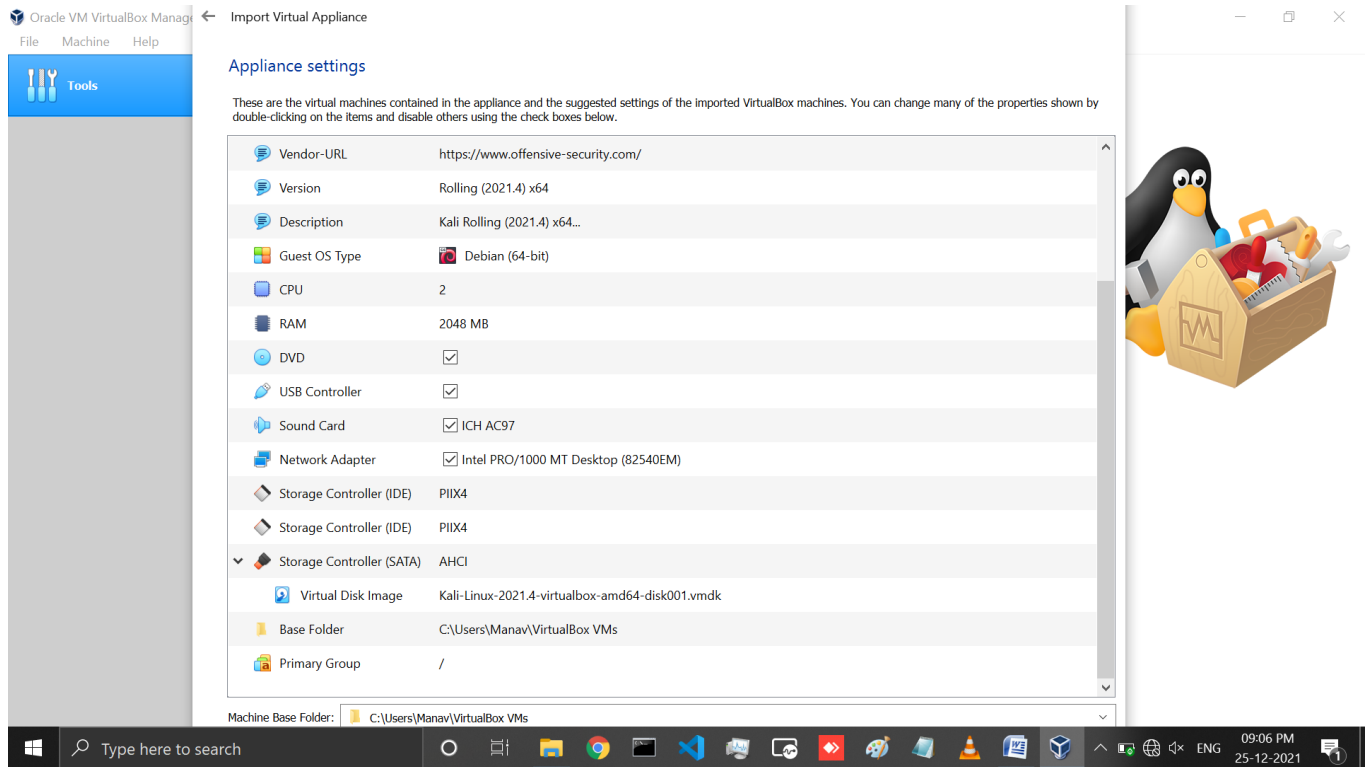 Oracle VM VirtualBox Manage
Import Virtual Appliance
File Machine Help
Tools
Appliance settings
These are the virtual machines contained in the appliance and the suggested settings of the imported VirtualBox machines. You can change many of the properties shown by
double-clicking on the items and disable others using the check boxes below.
Vendor-URL https://www.offensive-security.com/
Version Rolling (2021.4) x64
Description Kali Rolling (2021.4) x64...
Guest OS Type Debian (64-bit)
CPU 2
RAM 2048 MB
DVD
USB Controller
Sound Card ICH AC97
Network Adapter Intel PRO/1000 MT Desktop (82540EM)
Storage Controller (IDE) PIIX4
Storage Controller (IDE) PIIX4
Storage Controller (SATA) AHCI
Virtual Disk Image Kali-Linux-2021.4-virtualbox-amd64-disk001.vmdk
Base Folder C:\Users\Manav\VirtualBox VMs
Primary Group /
Machine Base Folder: C:\Users\Manav\VirtualBox VMs
Type here to search
ENG
09:06 PM
25-12-2021
1